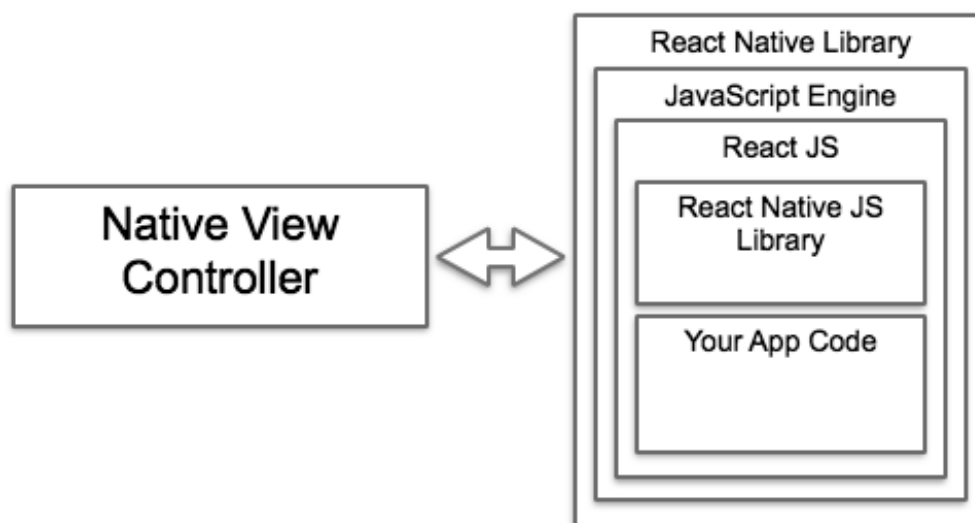 Native View
Controller
React Native Library
JavaScript Engine
React JS
React Native JS
Library
Your App Code